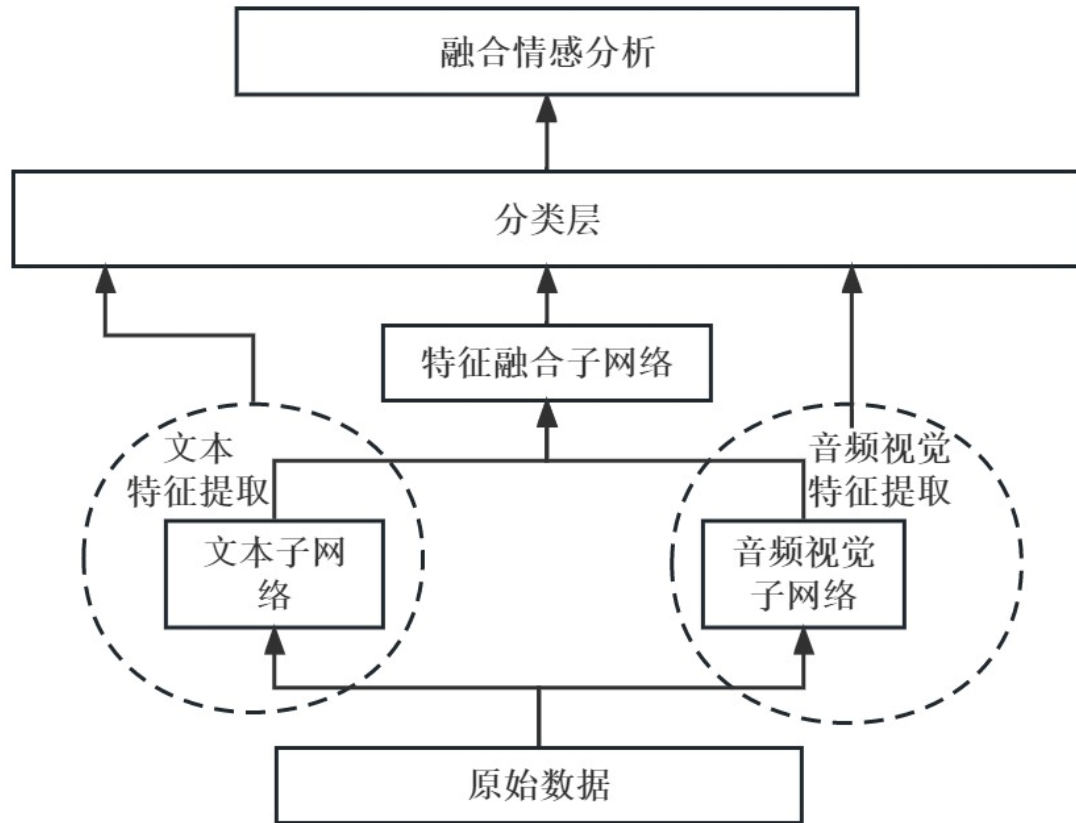 融合情感分析
分类层
特征融合子网络
文本
特征提取
音频视觉
特征提取
文本子网
络
音频视觉
子网络
原始数据